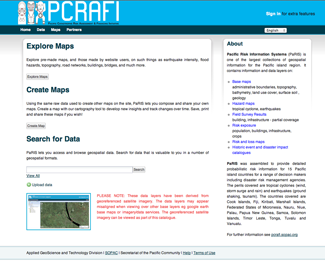 PCRAFI
Sign in for extra features
Home Data Maps Partners
English
Explore Maps
Explore pre-made maps, and those made by website users, on such things as earthquake intensity, flood
hazards, topography, road networks, buildings, bridges, and much more.
Explore Maps
Create Maps
Using the same raw data used to create other maps on the site, PaRIS lets you compose and share your own
maps. Create a map with our cartography tool to develop new insights and track changes over time. Save, print
and share these maps if you wish!
Create Map
Search for Data
PaRIS lets you access and browse geospatial data. Search for data that is valuable to you in a number of
geospatial formats.
Search
View All
Upload data
PLEASE NOTE: These data layers have been derived from
georeferenced satellite imagery. The data layers may appear
misaligned when viewing over other base layers eg google earth
base maps or image/utility services. The georeferenced satellite
imagery can be viewed as part of the catalogue.
About
Pacific Risk Information Systems (PaRIS) is
one of the largest collections of geospatial
information for the Pacific Island region. It
contains information and data layers on:
Base maps
administrative boundaries, topography,
bathymetry, land use cover, surface soil,
geology
Hazard maps
tropical cyclone, earthquakes
Field Survey Results
building, infrastructure - partial coverage
Risk exposure
population, buildings, infrastructure,
crops
Risk and loss maps
Historic event and disaster impact
catalogues
PaRIS was assembled to provide detailed
probabilistic risk information for 15 Pacific
island countries for a range of decision makers
including disaster risk management agencies.
The perils covered are tropical cyclones (wind,
storm surge and rain) and earthquakes (ground
shaking, tsunami). The countries covered are
Cook Islands, Fiji, Kiribati, Marshall Islands,
Federated States of Micronesia, Nauru, Niue,
Palau, Papua New Guinea, Samoa, Solomon
Islands, Timor Leste, Tonga, Tuvalu and
Vanuatu.
For further information see pcrafi.sopac.org.
Applied GeoScience and Technology Division | SOPAC | Secretariat of the Pacific Community | Help | Terms of Use